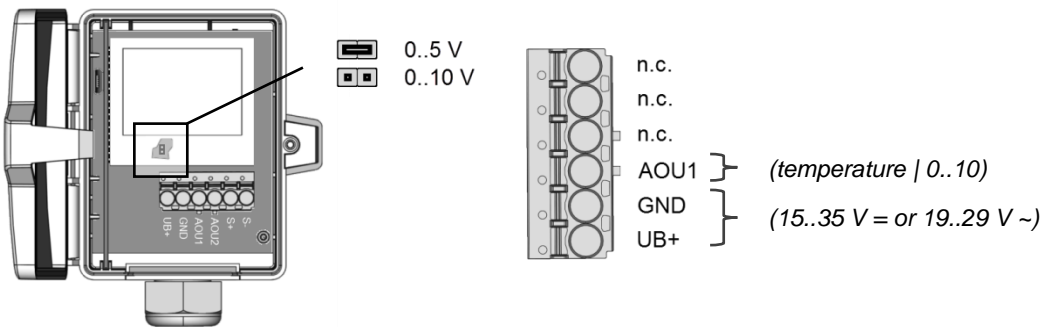 0..5 V
0..10 V
UB+
GND
AOU1
AOU2
S+
S-
n.c.
n.c.
n.c.
AOU1 (temperature | 0..10)
GND
(15..35 V = or 19..29 V ~)
UB+